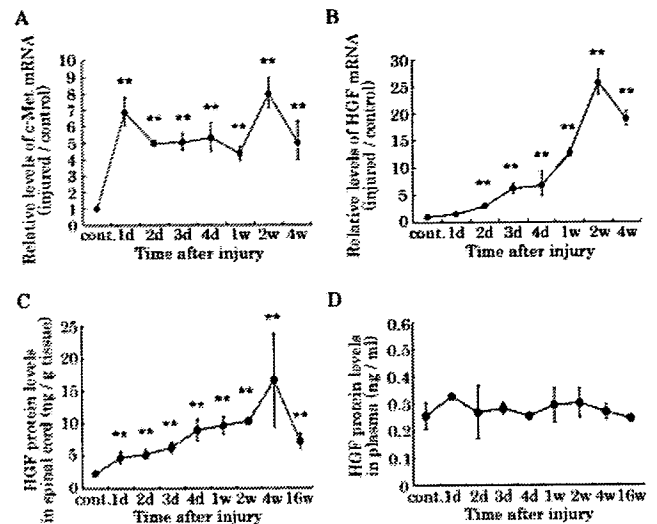 A
Relative levels of c-Met mRNA
(injured / control)
10
9
8
7
6
5
4
3
2
1
0
**
**
**
**
**
**
**
cont. 1d 2d 3d 4d 1w 2w 4w
Time after injury
B
Relative levels of HGF mRNA
(injured / control)
30
25
20
15
10
5
0
**
**
**
**
**
**
cont. 1d 2d 3d 4d 1w 2w 4w
Time after injury
C
HGF protein levels
in spinal cord (ng / g tissue)
25
20
15
10
5
0
**
**
**
**
**
**
**
**
cont. 1d 2d 3d 4d 1w 2w 4w 16w
Time after injury
D
HGF protein levels
in plasma (ng / ml)
0.6
0.5
0.4
0.3
0.2
0.1
0
cont. 1d 2d 3d 4d 1w 2w 4w 16w
Time after injury